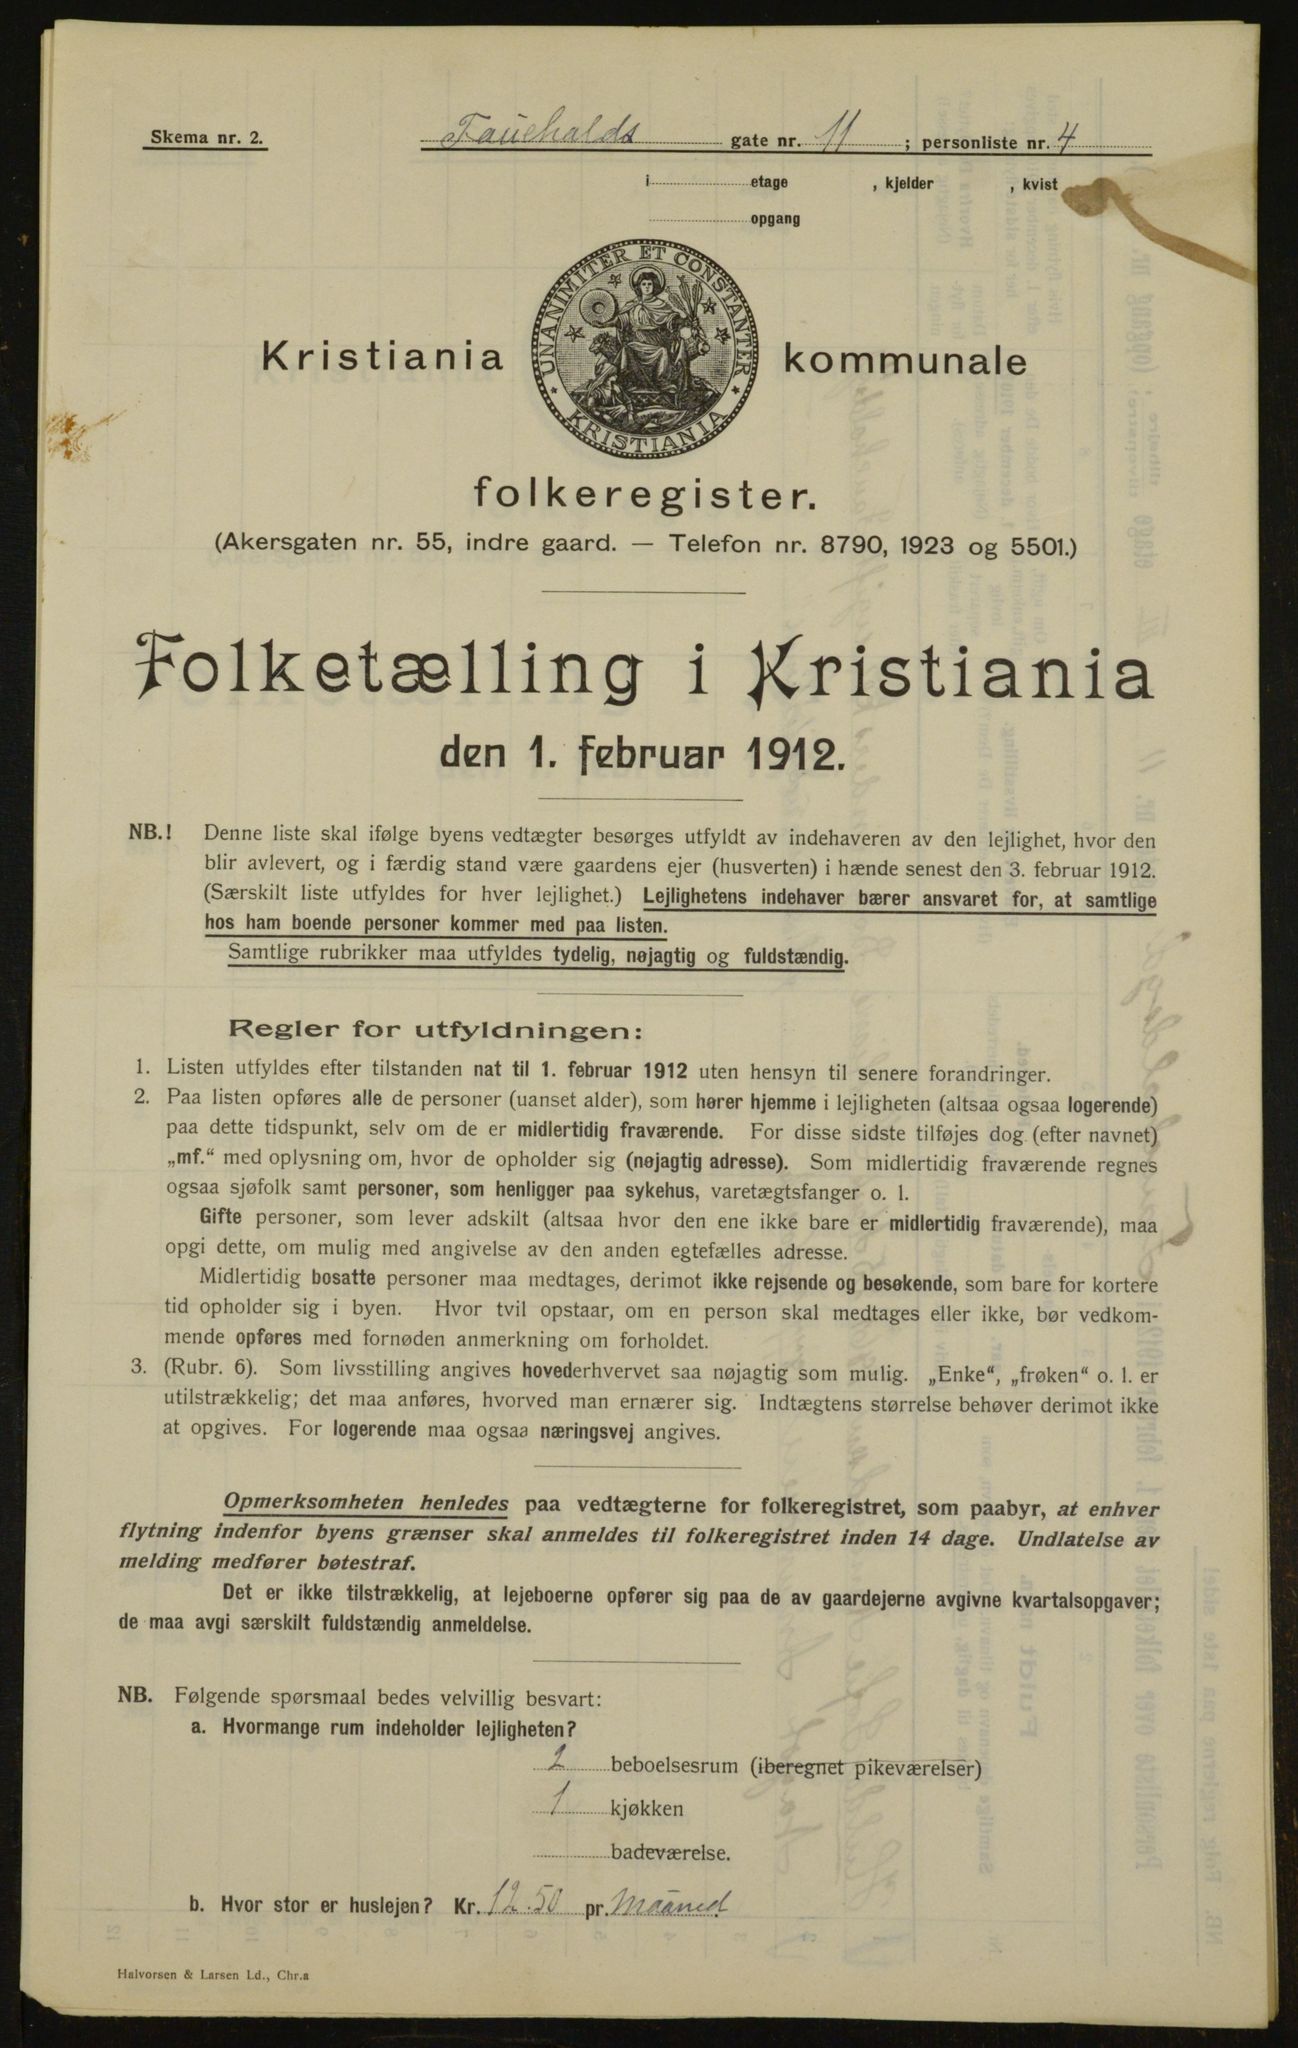 Skema nr. 2.
Fauchalds gate nr. 11 ; personliste nr. 4
i etage , kjelder , kvist
opgang
UNANIMITER ET CONSTANTER
KRISTIANIA
Kristiania kommunale
folkeregister.
(Akersgaten nr. 55, indre gaard. — Telefon nr. 8790, 1923 og 5501.)
Folketælling i Kristiania
den 1. februar 1912.
NB.! Denne liste skal ifølge byens vedtægter besørges utfyldt av indehaveren av den lejlighet, hvor den
blir avlevert, og i færdig stand være gaardens ejer (husverten) i hænde senest den 3. februar 1912.
(Særskilt liste utfyldes for hver lejlighet.) Lejlighetens indehaver bærer ansvaret for, at samtlige
hos ham boende personer kommer med paa listen.
Samtlige rubrikker maa utfyldes tydelig, nøjagtig og fuldstændig.
Regler for utfyldningen:
1. Listen utfyldes efter tilstanden nat til 1. februar 1912 uten hensyn til senere forandringer.
2. Paa listen opføres alle de personer (uanset alder), som hører hjemme i lejligheten (altsaa ogsaa logerende)
paa dette tidspunkt, selv om de er midlertidig fraværende. For disse sidste tilføjes dog (efter navnet)
„mf.“ med oplysning om, hvor de opholder sig (nøjagtig adresse). Som midlertidig fraværende regnes
ogsaa sjøfolk samt personer, som henligger paa sykehus, varetægtsfanger o. l.
Gifte personer, som lever adskilt (altsaa hvor den ene ikke bare er midlertidig fraværende), maa
opgi dette, om mulig med angivelse av den anden egtefælles adresse.
Midlertidig bosatte personer maa medtages, derimot ikke rejsende og besøkende, som bare for kortere
tid opholder sig i byen. Hvor tvil opstaar, om en person skal medtages eller ikke, bør vedkom-
mende opføres med fornøden anmerkning om forholdet.
3. (Rubr. 6). Som livsstilling angives hovederhvervet saa nøjagtig som mulig. „Enke“, „frøken“ o. l. er
utilstrækkelig; det maa anføres, hvorved man ernærer sig. Indtægtens størrelse behøver derimot ikke
at opgives. For logerende maa ogsaa næringsvej angives.
Opmerksomheten henledes paa vedtægterne for folkeregistret, som paabyr, at enhver
flytning indenfor byens grænser skal anmeldes til folkeregistret inden 14 dage. Undlatelse av
melding medfører bøtestraf.
Det er ikke tilstrækkelig, at lejeboerne opfører sig paa de av gaardejerne avgivne kvartalsopgaver;
de maa avgi særskilt fuldstændig anmeldelse.
NB. Følgende spørsmaal bedes velvillig besvart:
a. Hvormange rum indeholder lejligheten?
2 beboelsesrum (iberegnet pikeværelser)
1 kjøkken
badeværelse.
b. Hvor stor er huslejen? Kr. 12.50 pr. Maaned
Halvorsen & Larsen Ld., Chr.a